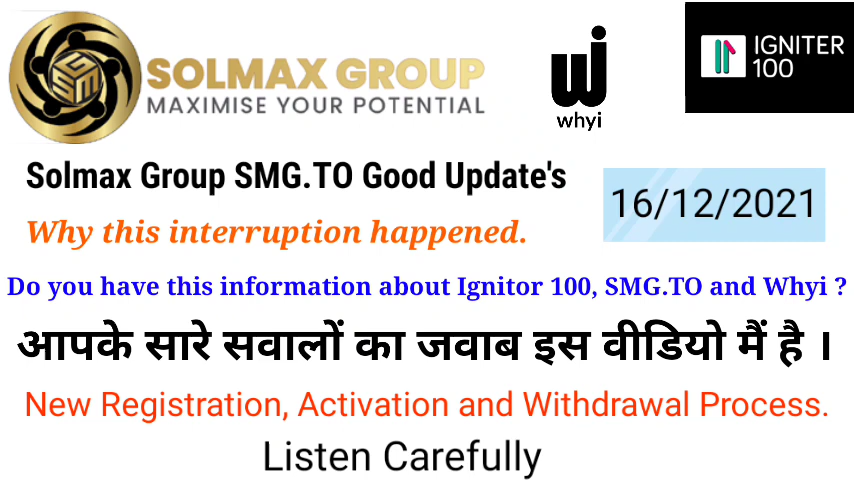 SOLMAX GROUP
MAXIMISE YOUR POTENTIAL
wi
whyi
IGNITER
100
Solmax Group SMG.TO Good Update's
16/12/2021
Why this interruption happened.
Do you have this information about Ignitor 100, SMG.TO and Whyi ?
आपके सारे सवालों का जवाब इस वीडियो मैं है ।
New Registration, Activation and Withdrawal Process.
Listen Carefully